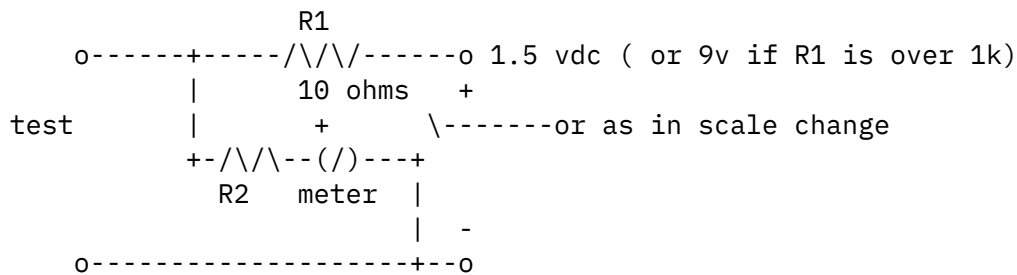 R1
o------+-----/\/\/------o 1.5 vdc ( or 9v if R1 is over 1k)
|     10 ohms   +
test       |       +      \-------or as in scale change
+-/\/\--(/)---+
R2   meter  |
|  -
o--------------------+--o